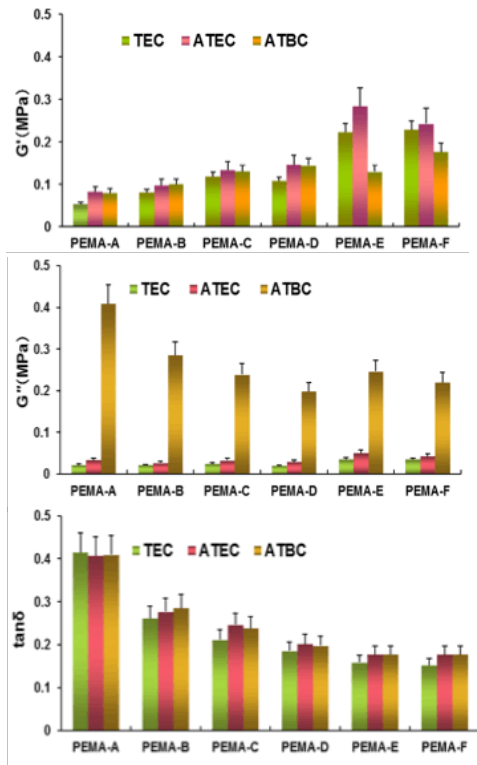 0.5
0.4
0.3
0.2
0.1
0
G'(MPa)
TEC ATEC ATBC
PEMA-A PEMA-B PEMA-C PEMA-D PEMA-E PEMA-F
0.5
0.4
0.3
0.2
0.1
0
G"(MPa)
TEC ATEC ATBC
PEMA-A PEMA-B PEMA-C PEMA-D PEMA-E PEMA-F
0.5
0.4
0.3
0.2
0.1
0
tanδ
TEC ATEC ATBC
PEMA-A PEMA-B PEMA-C PEMA-D PEMA-E PEMA-F